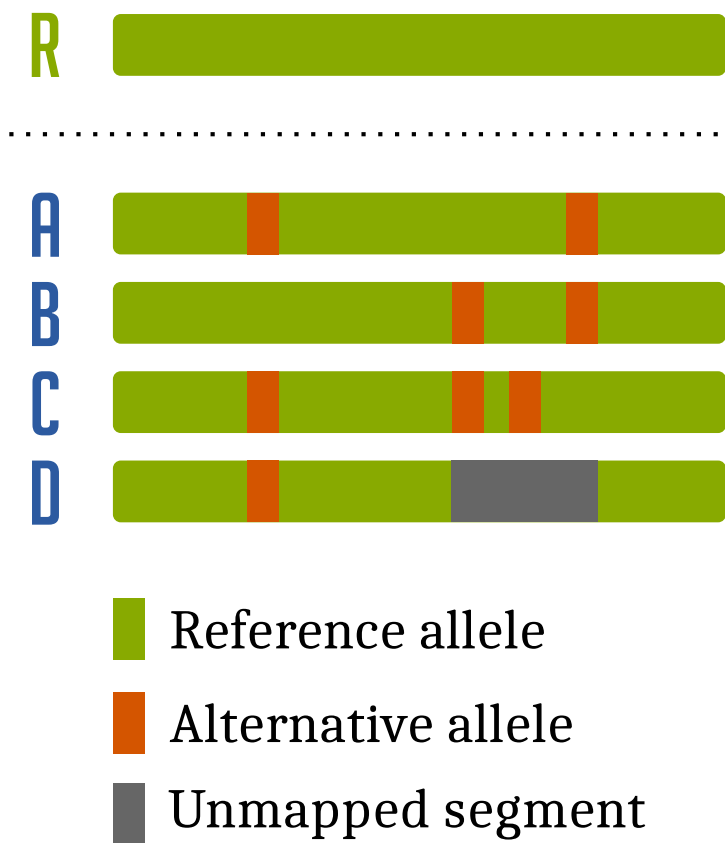 R
A
B
C
D
Reference allele
Alternative allele
Unmapped segment